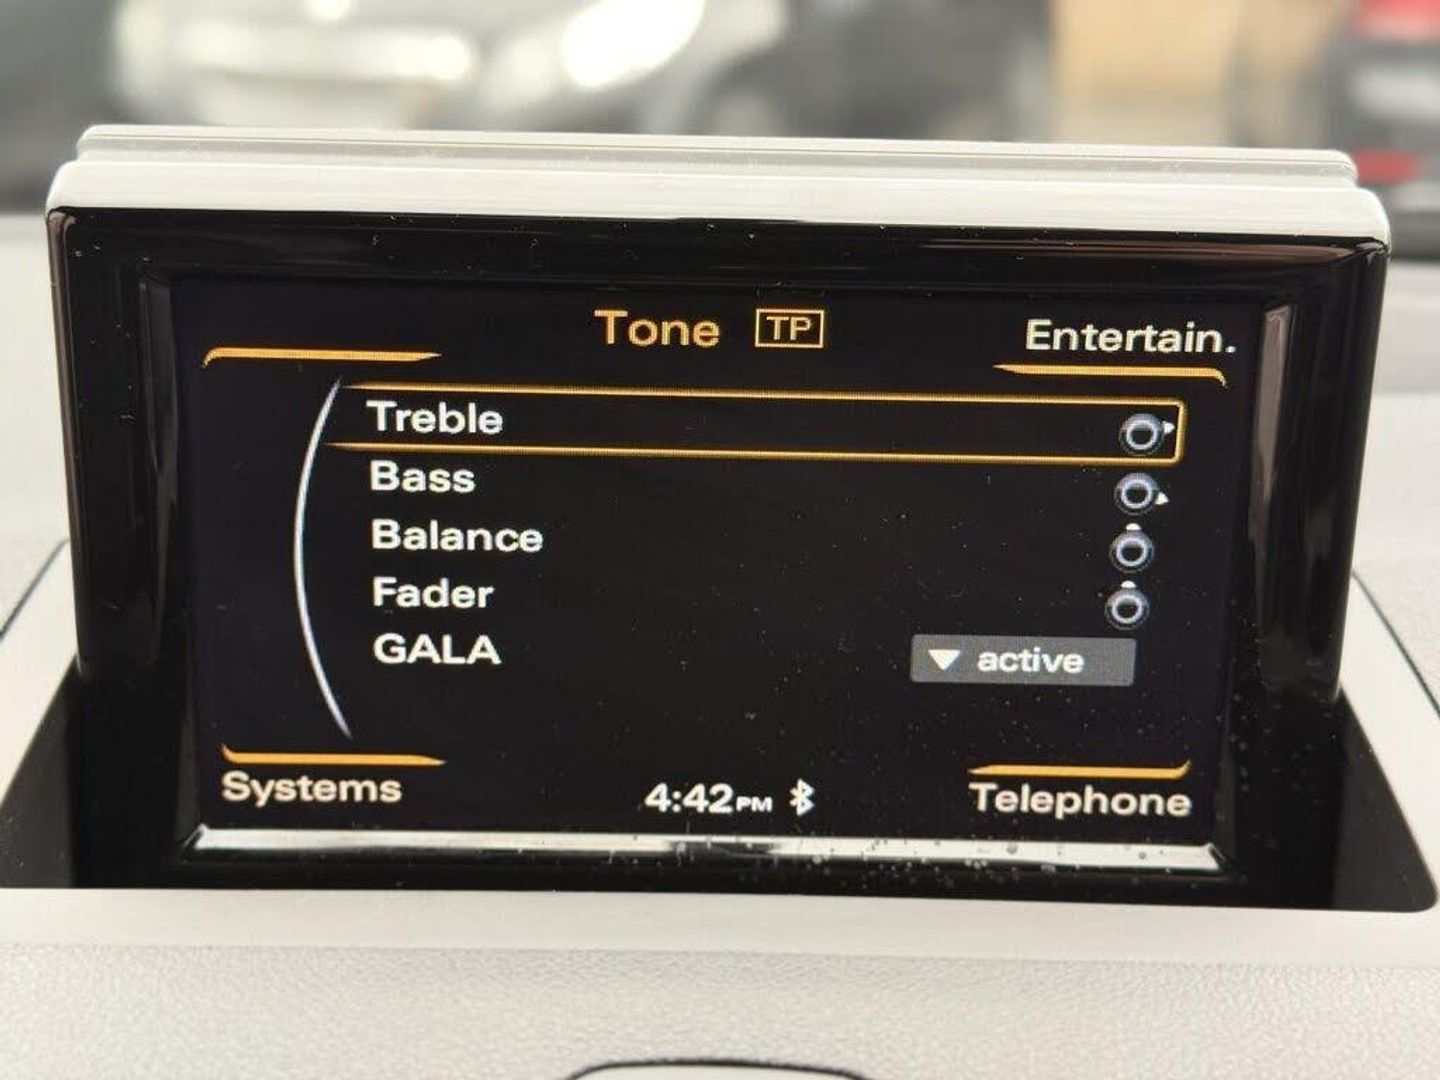 Tone TP
Entertain.
Treble
Bass
Balance
Fader
GALA
active
Systems
4:42PM
Telephone